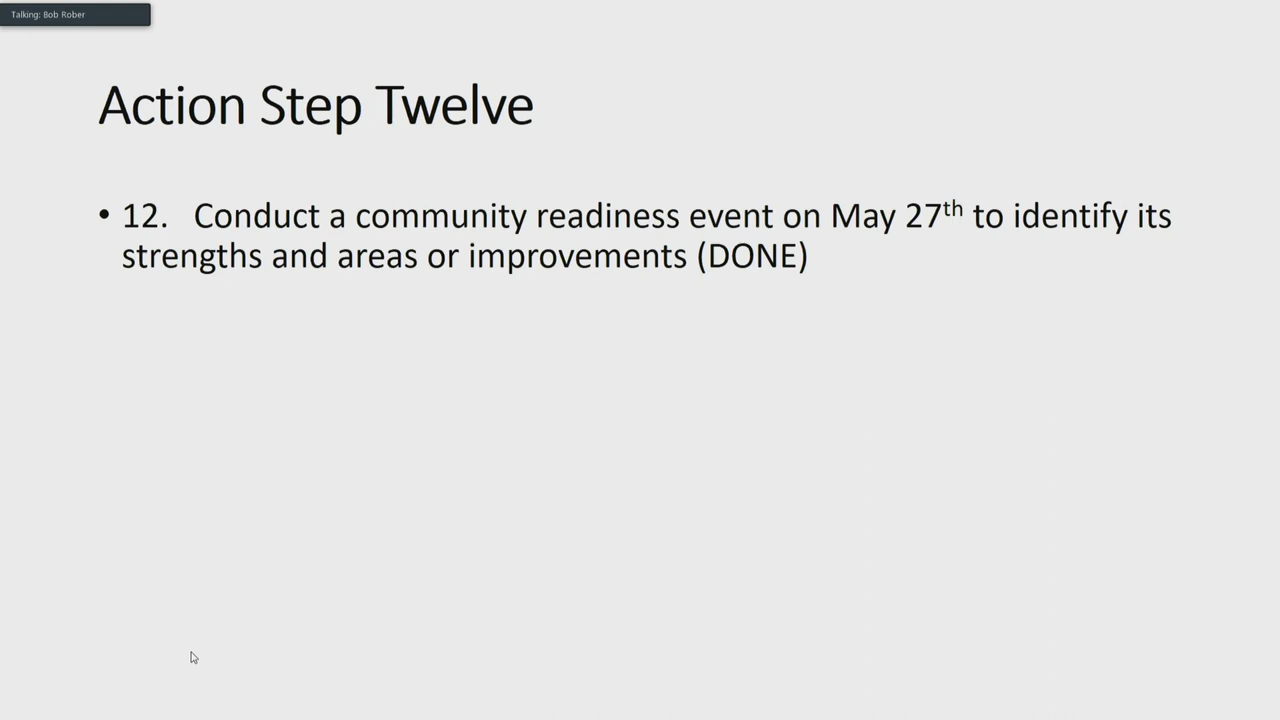 Talking: Bob Rober
Action Step Twelve
• 12. Conduct a community readiness event on May 27th to identify its
strengths and areas or improvements (DONE)